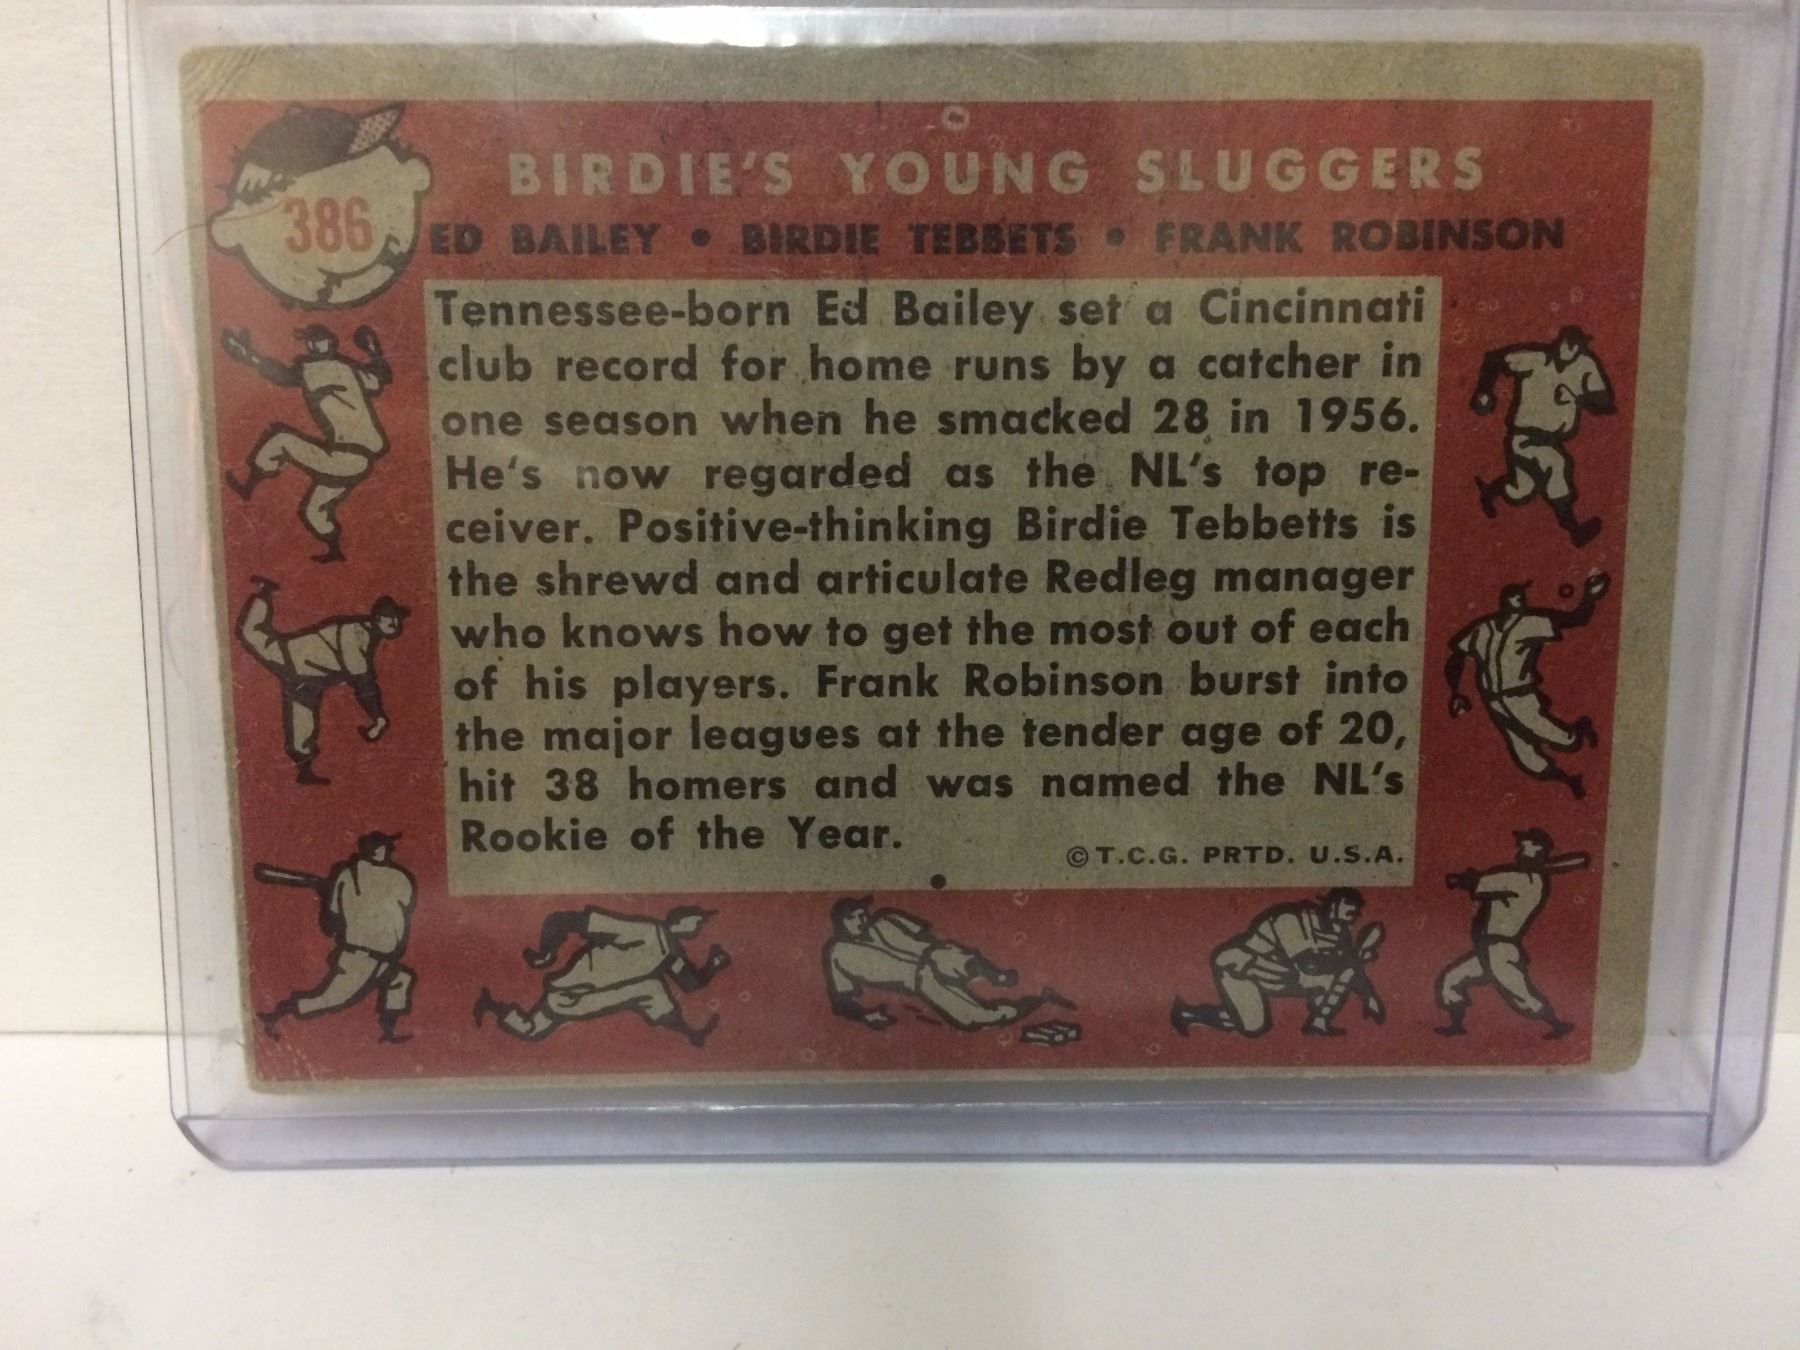 386
BIRDIE'S YOUNG SLUGGERS
ED BAILEY • BIRDIE TEBBETS • FRANK ROBINSON
Tennessee-born Ed Bailey set a Cincinnati
club record for home runs by a catcher in
one season when he smacked 28 in 1956.
He's now regarded as the NL's top re-
ceiver. Positive-thinking Birdie Tebbetts is
the shrewd and articulate Redleg manager
who knows how to get the most out of each
of his players. Frank Robinson burst into
the major leagues at the tender age of 20,
hit 38 homers and was named the NL's
Rookie of the Year.
© T.C.G. PRTD. U.S.A.